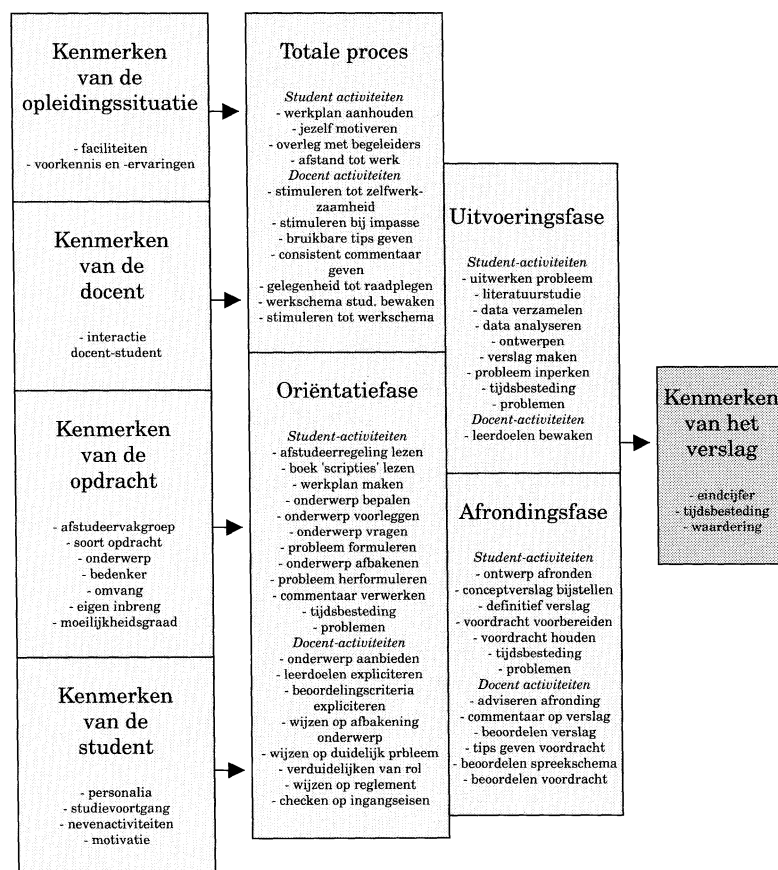 Kenmerken
van de
opleidingssituatie
- faciliteiten
- voorkennis en -ervaringen
Kenmerken
van de
docent
- interactie
docent-student
Kenmerken
van de
opdracht
- afstudeervakgroep
- soort opdracht
- onderwerp
- bedenker
- omvang
- eigen inbreng
- moeilijkheidsgraad
Kenmerken
van de
student
- personalia
- studievoortgang
- nevenactiviteiten
- motivatie
Totale proces
Student activiteiten
- werkplan aanhouden
- jezelf motiveren
- overleg met begeleiders
- afstand tot werk
Docent activiteiten
- stimuleren tot zelfwerk-
zaamheid
- stimuleren bij impasse
- bruikbare tips geven
- consistent commentaar
geven
- gelegenheid tot raadplegen
- werkschema stud. bewaken
- stimuleren tot werkschema
Oriëntatiefase
Student-activiteiten
- afstudeerregeling lezen
- boek 'scripties' lezen
- werkplan maken
- onderwerp bepalen
- onderwerp voorleggen
- onderwerp vragen
- probleem formuleren
- onderwerp afbakenen
- probleem herformuleren
- commentaar verwerken
- tijdsbesteding
- problemen
Docent-activiteiten
- onderwerp aanbieden
- leerdoelen expliciteren
- beoordelingscriteria
expliciteren
- wijzen op afbakening
onderwerp
- wijzen op duidelijk prbleem
- verduidelijken van rol
- wijzen op reglement
- checken op ingangseisen
Uitvoeringsfase
Student-activiteiten
- uitwerken probleem
- literatuurstudie
- data verzamelen
- data analyseren
- ontwerpen
- verslag maken
- probleem inperken
- tijdsbesteding
- problemen
Docent-activiteiten
- leerdoelen bewaken
Afrondingsfase
Student-activiteiten
- ontwerp afronden
- conceptverslag bijstellen
- definitief verslag
- voordracht voorbereiden
- voordracht houden
- tijdsbesteding
- problemen
Docent activiteiten
- adviseren afronding
- commentaar op verslag
- beoordelen verslag
- tips geven voordracht
- beoordelen spreekschema
- beoordelen voordracht
Kenmerken
van het
verslag
- eindcijfer
- tijdsbesteding
- waardering